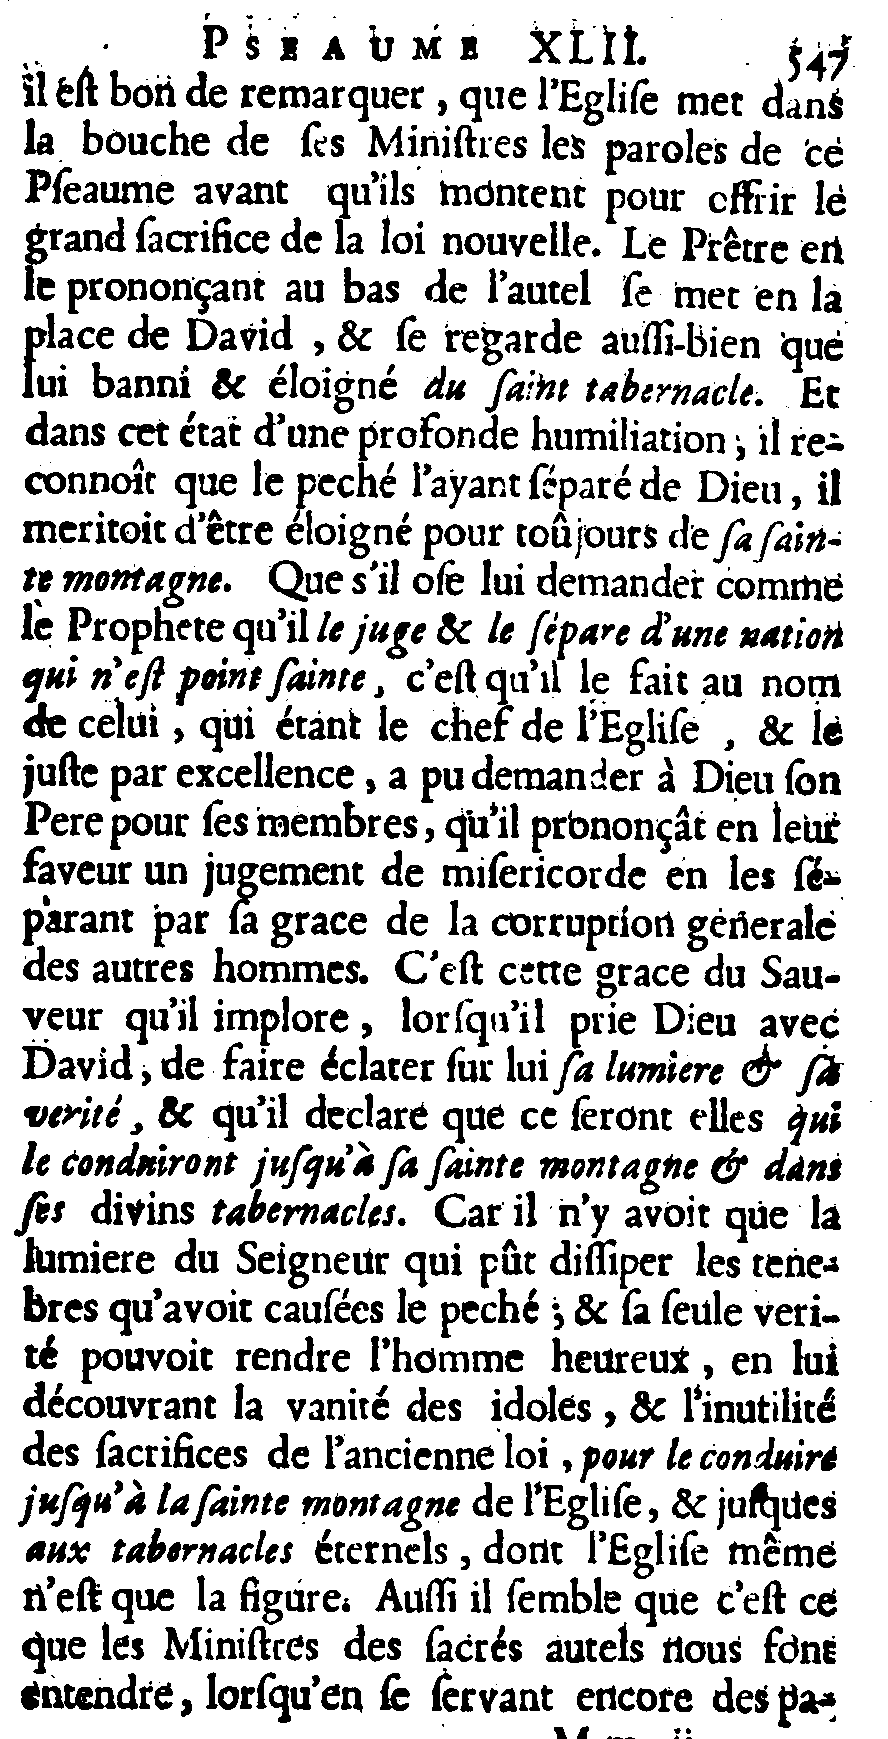 PSEAUME XLII. 547
il eſt bon de remarquer, que l'Egliſe met dans
la bouche de ſes Miniſtres les paroles de ce
Pſeaume avant qu'ils montent pour offrir le
grand ſacrifice de la loi nouvelle. Le Prêtre en
le prononçant au bas de l'autel ſe met en la
place de David, & ſe regarde auſſi-bien que
lui banni & éloigné du ſaint tabernacle. Et
dans cet état d'une profonde humiliation, il re-
connoît que le peché l'ayant ſéparé de Dieu, il
meritoit d'être éloigné pour toûjours de ſa ſain-
te montagne. Que s'il oſe lui demander comme
le Prophete qu'il le juge & le ſépare d'une nation
qui n'eſt point ſainte, c'eſt qu'il le fait au nom
de celui, qui étant le chef de l'Egliſe, & le
juſte par excellence, a pu demander à Dieu ſon
Pere pour ſes membres, qu'il prononçât en leur
faveur un jugement de miſericorde en les ſé-
parant par ſa grace de la corruption generale
des autres hommes. C'eſt cette grace du Sau-
veur qu'il implore, lorſqu'il prie Dieu avec
David, de faire éclater ſur lui ſa lumiere & ſa
verité, & qu'il declare que ce ſeront elles qui
le conduiront juſqu'à ſa ſainte montagne & dans
ſes divins tabernacles. Car il n'y avoit que la
lumiere du Seigneur qui pût diſſiper les tene-
bres qu'avoit cauſées le peché; & ſa ſeule veri-
té pouvoit rendre l'homme heureux, en lui
découvrant la vanité des idoles, & l'inutilité
des ſacrifices de l'ancienne loi, pour le conduire
juſqu'à la ſainte montagne de l'Egliſe, & juſques
aux tabernacles éternels, dont l'Egliſe même
n'eſt que la figure. Auſſi il ſemble que c'eſt ce
que les Miniſtres des ſacrés autels nous font
entendre, lorſqu'en ſe ſervant encore des pa-